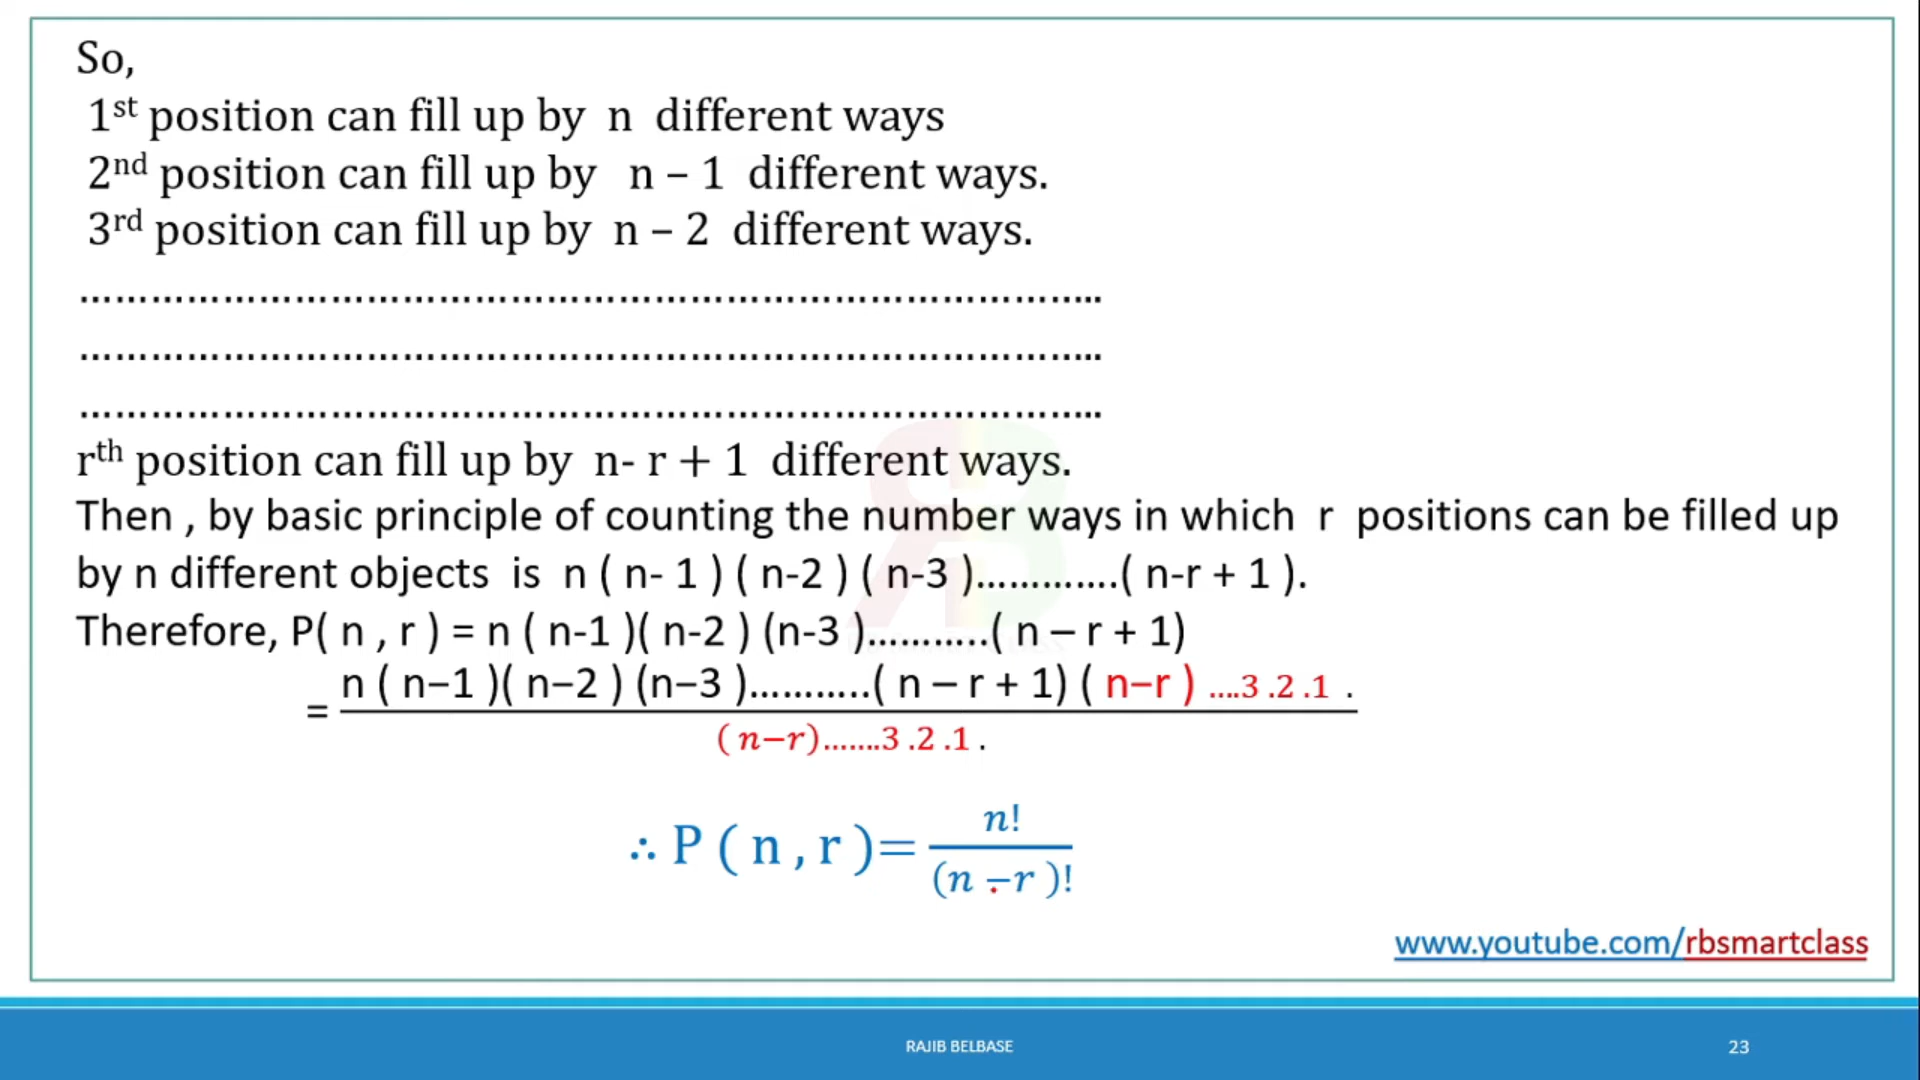 So,
1st position can fill up by n different ways
2nd position can fill up by n – 1 different ways.
3rd position can fill up by n – 2 different ways.
…………………………………………………………………………..
…………………………………………………………………………..
…………………………………………………………………………..
rth position can fill up by n- r + 1 different ways.
Then , by basic principle of counting the number ways in which r positions can be filled up
by n different objects is n ( n- 1 ) ( n-2 ) ( n-3 )………….( n-r + 1 ).
Therefore, P( n , r ) = n ( n-1 )( n-2 ) (n-3 )………..( n – r + 1)
= n ( n−1 )( n−2 ) (n−3 )………..( n – r + 1) ( n−r ) ….3 .2 .1 .
( n−r)…….3 .2 .1 .
∴ P ( n , r )= n!
(n −r )!
www.youtube.com/rbsmartclass
RAJIB BELBASE
23